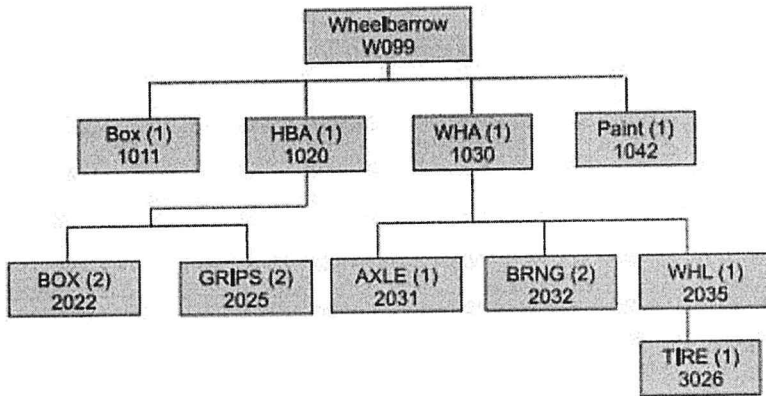 Wheelbarrow
W099
Box (1)
1011
HBA (1)
1020
WHA (1)
1030
Paint (1)
1042
BOX (2)
2022
GRIPS (2)
2025
AXLE (1)
2031
BRNG (2)
2032
WHL (1)
2035
TIRE (1)
3026